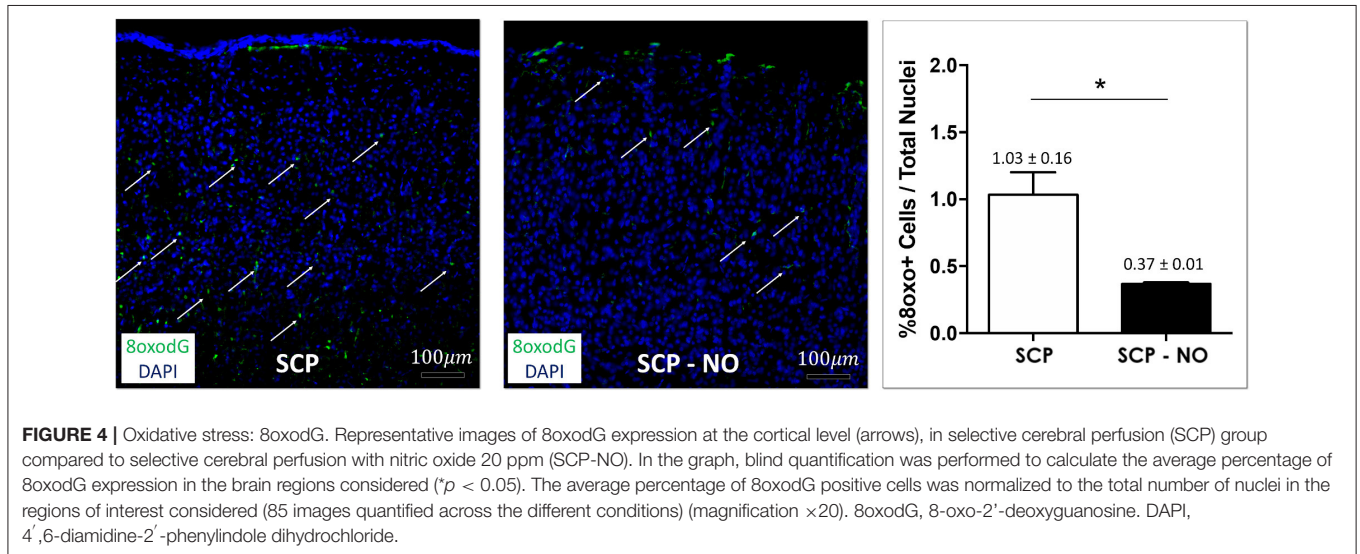 8oxodG
DAPI
SCP
100μm
8oxodG
DAPI
SCP - NO
100μm
%8oxo+ Cells / Total Nuclei
2.0
1.5
1.0
0.5
0.0
*
1.03 ± 0.16
0.37 ± 0.01
SCP
SCP - NO
FIGURE 4 | Oxidative stress: 8oxodG. Representative images of 8oxodG expression at the cortical level (arrows), in selective cerebral perfusion (SCP) group
compared to selective cerebral perfusion with nitric oxide 20 ppm (SCP-NO). In the graph, blind quantification was performed to calculate the average percentage of
8oxodG expression in the brain regions considered (*p < 0.05). The average percentage of 8oxodG positive cells was normalized to the total number of nuclei in the
regions of interest considered (85 images quantified across the different conditions) (magnification ×20). 8oxodG, 8-oxo-2'-deoxyguanosine. DAPI,
4′,6-diamidine-2′-phenylindole dihydrochloride.